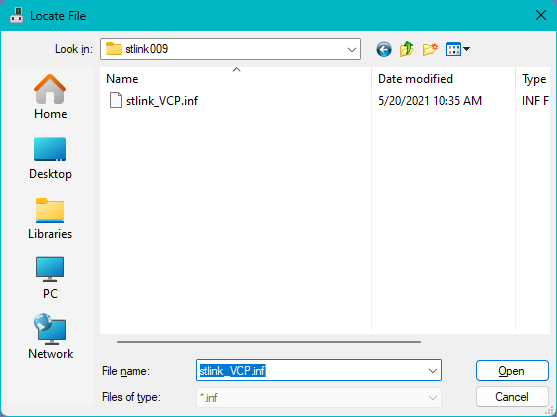 Locate File
Look in: stlink009
Name Date modified Type
stlink_VCP.inf 5/20/2021 10:35 AM INF F
Home
Desktop
Libraries
PC
Network
File name: stlink_VCP.inf Open
Files of type: *.inf Cancel